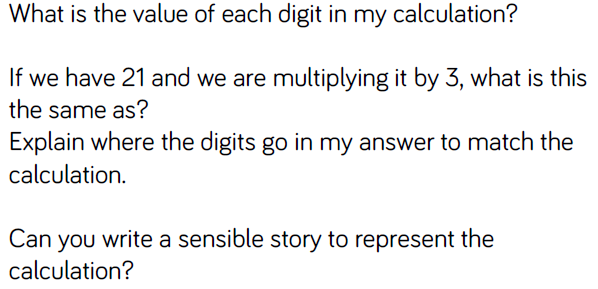 What is the value of each digit in my calculation?
If we have 21 and we are multiplying it by 3, what is this
the same as?
Explain where the digits go in my answer to match the
calculation.
Can you write a sensible story to represent the
calculation?